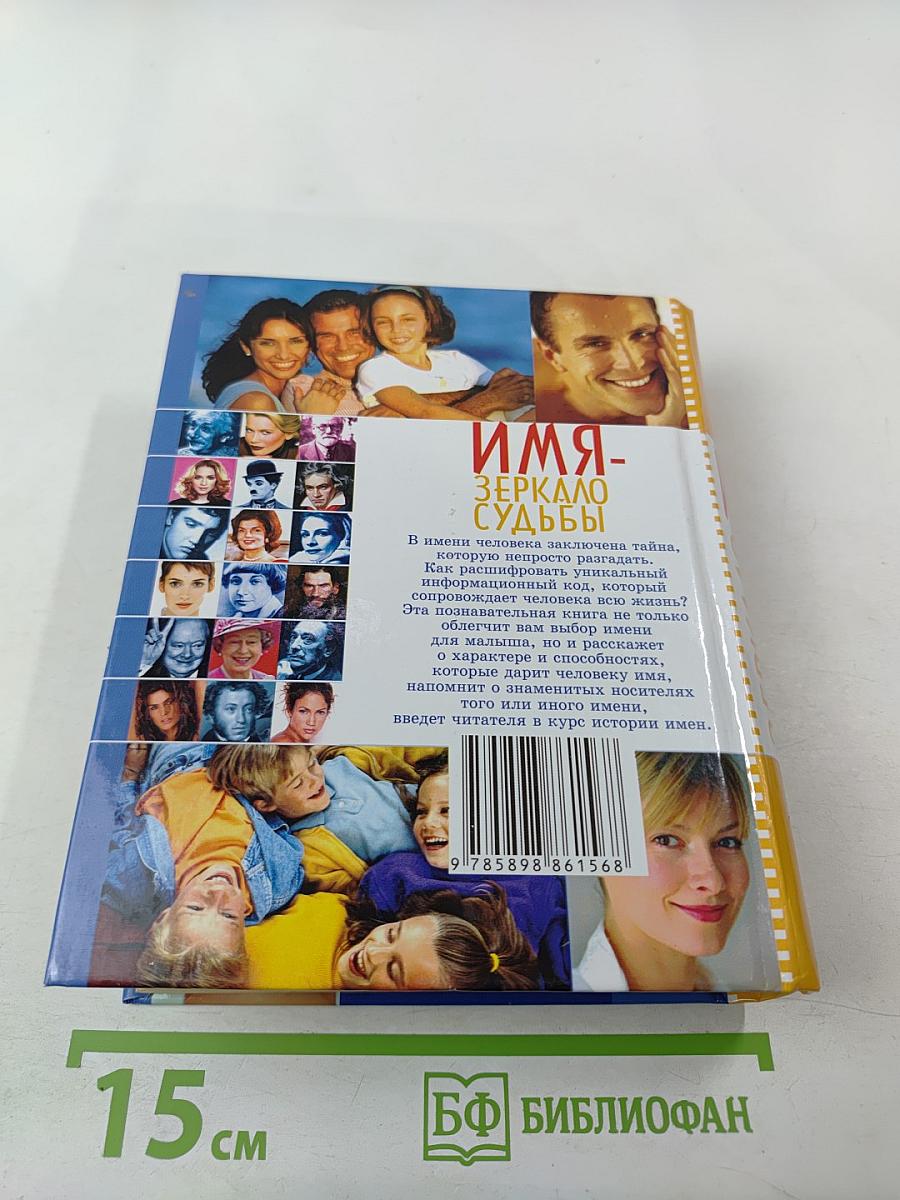 ИМЯ-
ЗЕРКАЛО
СУДЬБЫ
В имени человека заключена тайна,
которую непросто разгадать.
Как расшифровать уникальный
информационный код, который
сопровождает человека всю жизнь?
Эта познавательная книга не только
облегчит вам выбор имени
для малыша, но и расскажет
о характере и способностях,
которые дарит человеку имя,
напомнит о знаменитых носителях
того или иного имени,
введет читателя в курс истории имен.
9 785898 861568
15 см
БФ БИБЛИОФАН